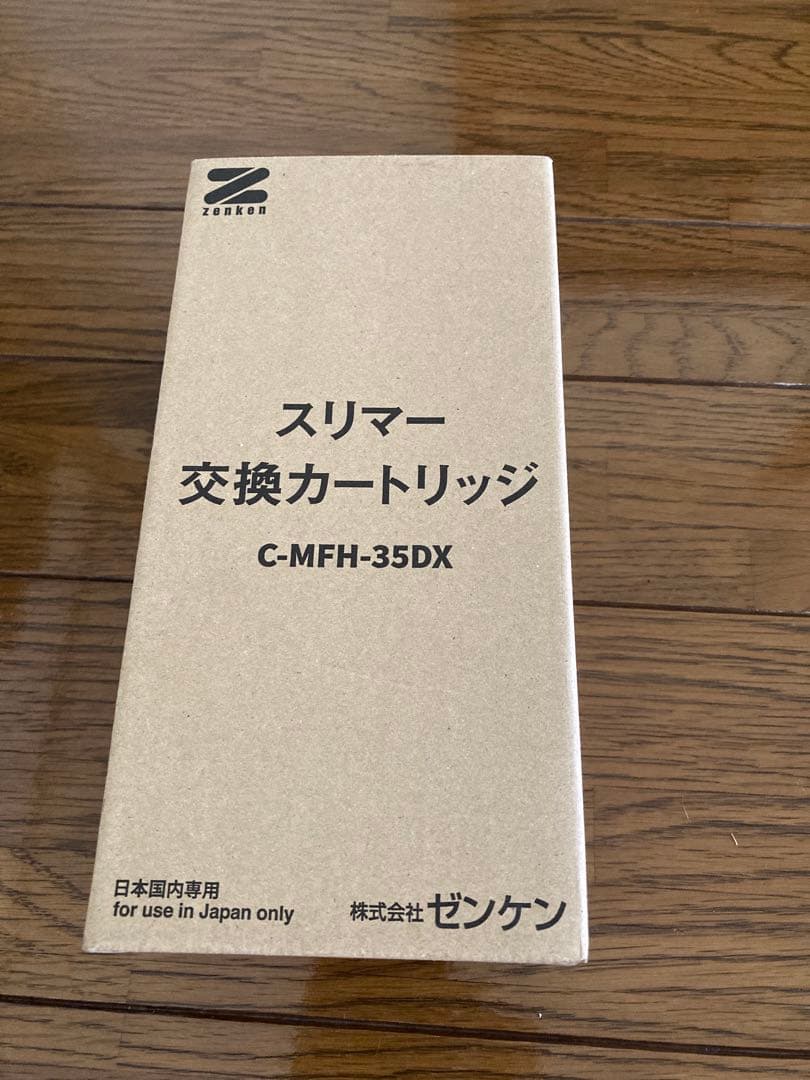 zenken
スリマー
交換カートリッジ
C-MFH-35DX
日本国内専用
for use in Japan only
株式会社 ゼンケン